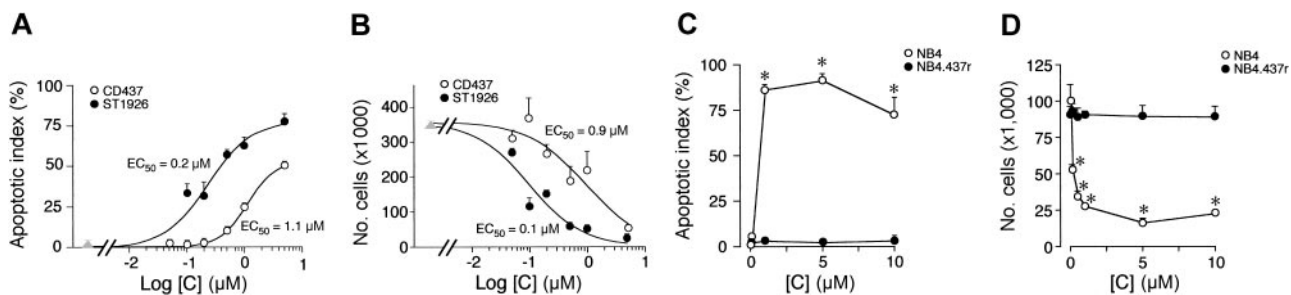 A
Apoptotic index (%)
CD437
ST1926
EC50 = 0.2 µM
EC50 = 1.1 µM
100
75
50
25
0
-2
-1
0
1
Log [C] (µM)
B
No. cells (x1000)
CD437
ST1926
EC50 = 0.9 µM
EC50 = 0.1 µM
400
300
200
100
0
-2
-1
0
1
Log [C] (µM)
C
Apoptotic index (%)
NB4
NB4.437r
100
75
50
25
0
* * *
0
5
10
[C] (µM)
D
No. cells (x1,000)
NB4
NB4.437r
125
100
75
50
25
0
* * * * *
0
5
10
[C] (µM)